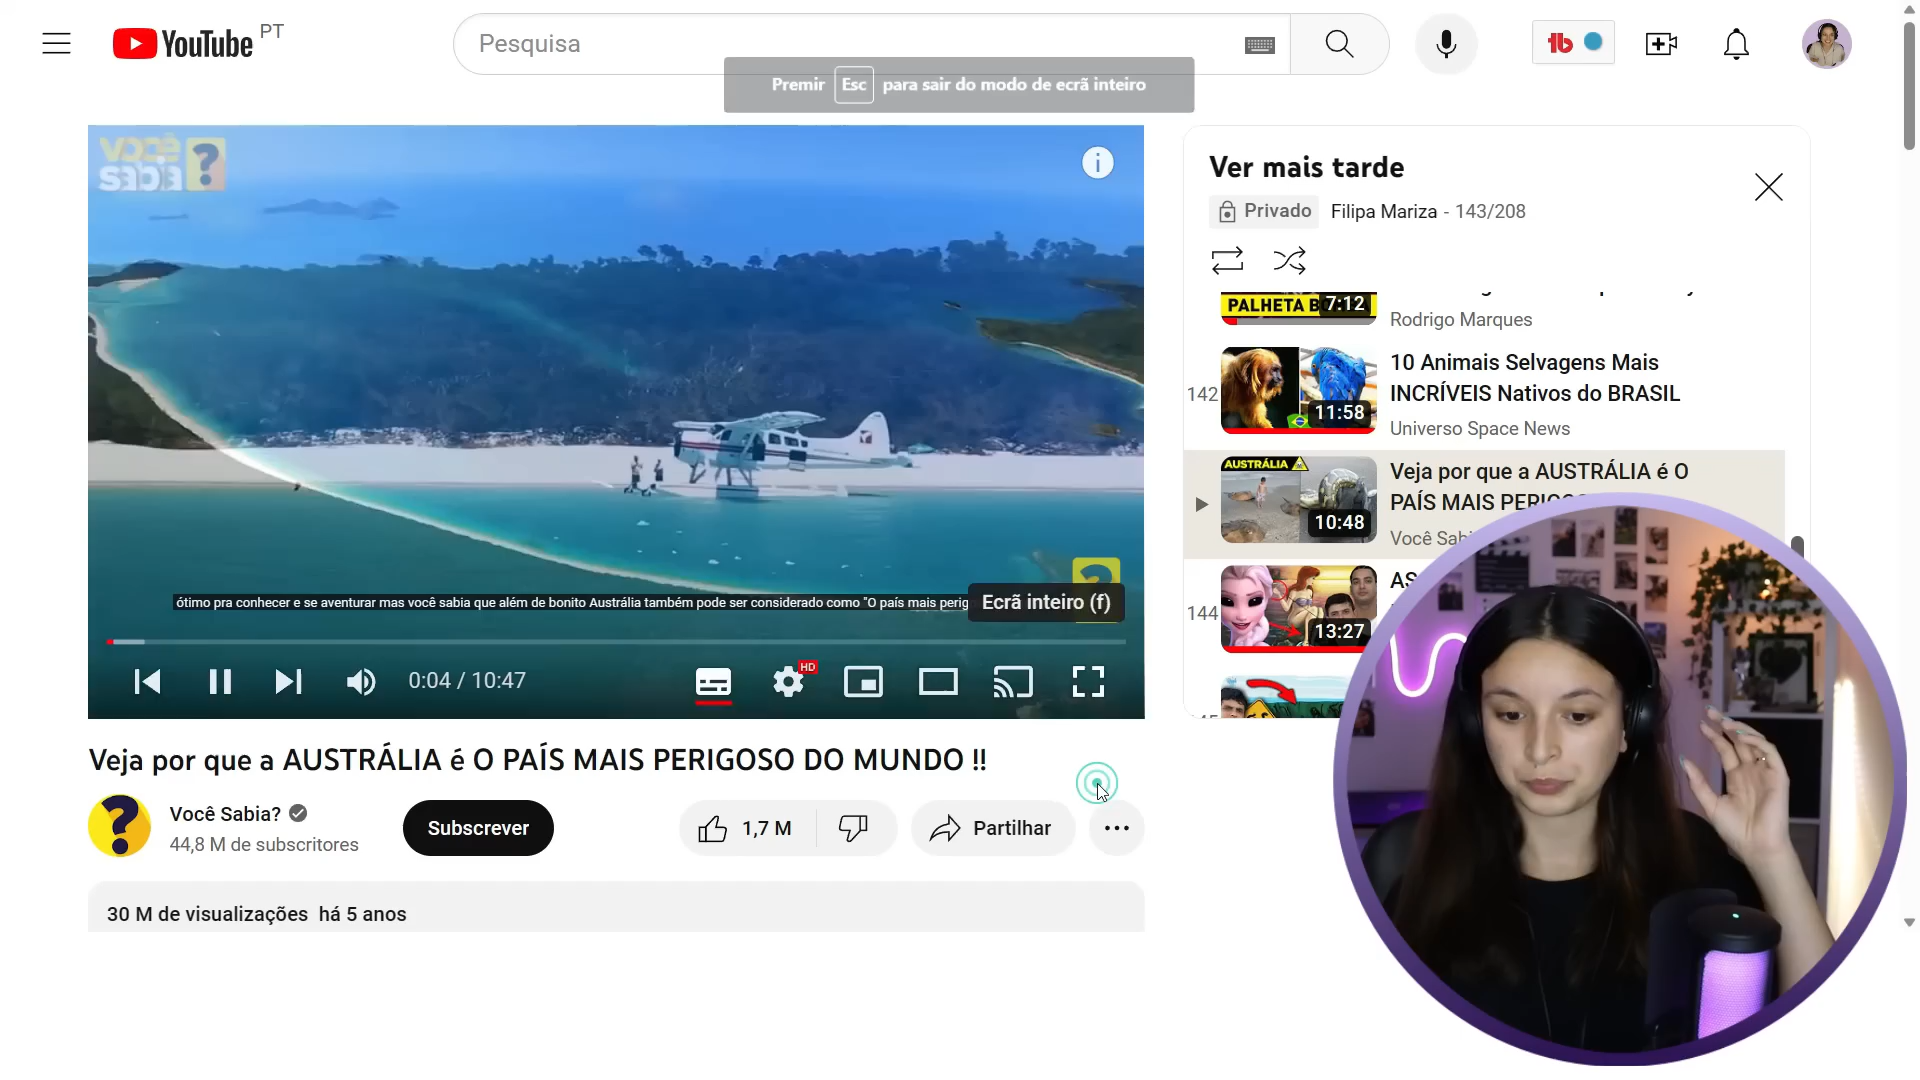 YouTube PT
Pesquisa
Premir Esc para sair do modo de ecrã inteiro
VOCÊ
SABIA ?
Ver mais tarde
Privado Filipa Mariza - 143/208
PALHETA 7:12
Rodrigo Marques
142
10 Animais Selvagens Mais
INCRÍVEIS Nativos do BRASIL
11:58
Universo Space News
AUSTRÁLIA
Veja por que a AUSTRÁLIA é O
PAÍS MAIS
10:48
Você
144
13:27
ótimo pra conhecer e se aventurar mas você sabia que além de bonito Austrália também pode ser considerado como "O país mais
Ecrã inteiro (f)
0:04 / 10:47
HD
Veja por que a AUSTRÁLIA é O PAÍS MAIS PERIGOSO DO MUNDO !!
Você Sabia?
44,8 M de subscritores
Subscrever
1,7 M
Partilhar
30 M de visualizações há 5 anos